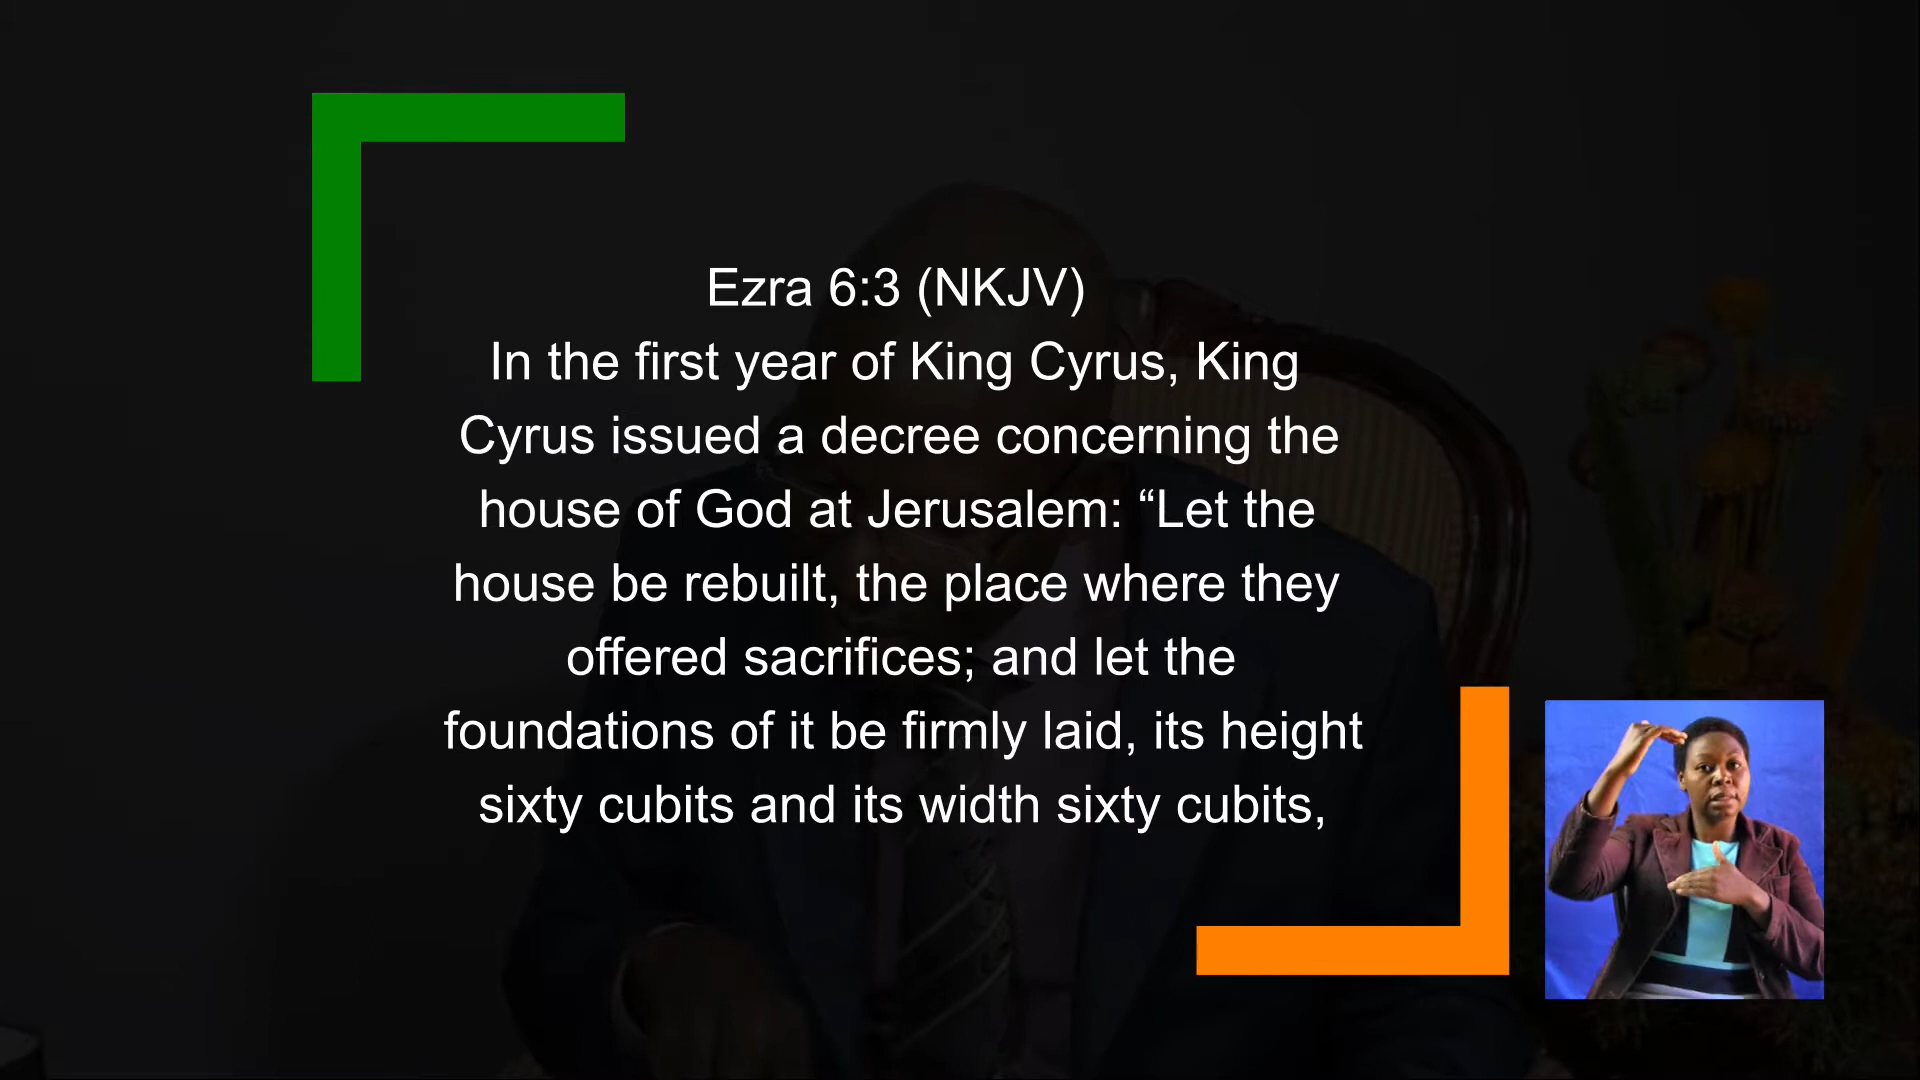 Ezra 6:3 (NKJV)
In the first year of King Cyrus, King
Cyrus issued a decree concerning the
house of God at Jerusalem: “Let the
house be rebuilt, the place where they
offered sacrifices; and let the
foundations of it be firmly laid, its height
sixty cubits and its width sixty cubits,